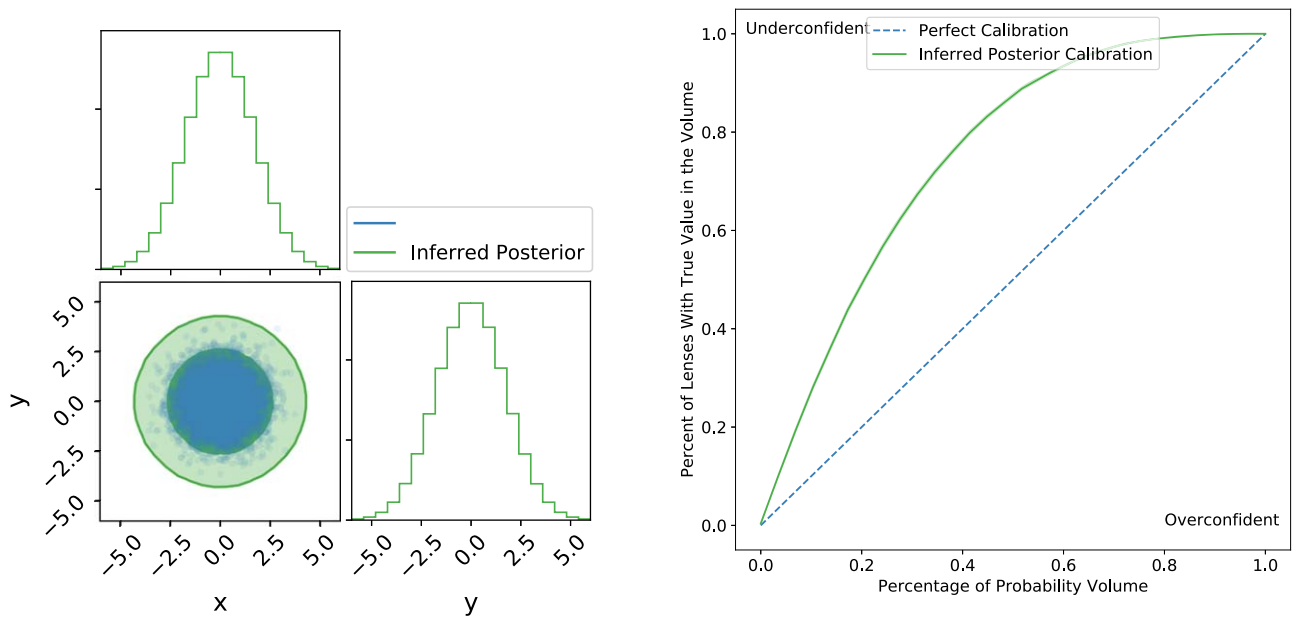 Inferred Posterior
5.0
2.5
0.0
−2.5
−5.0
y
−5.0
−2.5
0.0
2.5
5.0
x
−5.0
−2.5
0.0
2.5
5.0
y
Underconfident
Perfect Calibration
Inferred Posterior Calibration
Percent of Lenses With True Value in the Volume
1.0
0.8
0.6
0.4
0.2
0.0
Overconfident
0.0
0.2
0.4
0.6
0.8
1.0
Percentage of Probability Volume